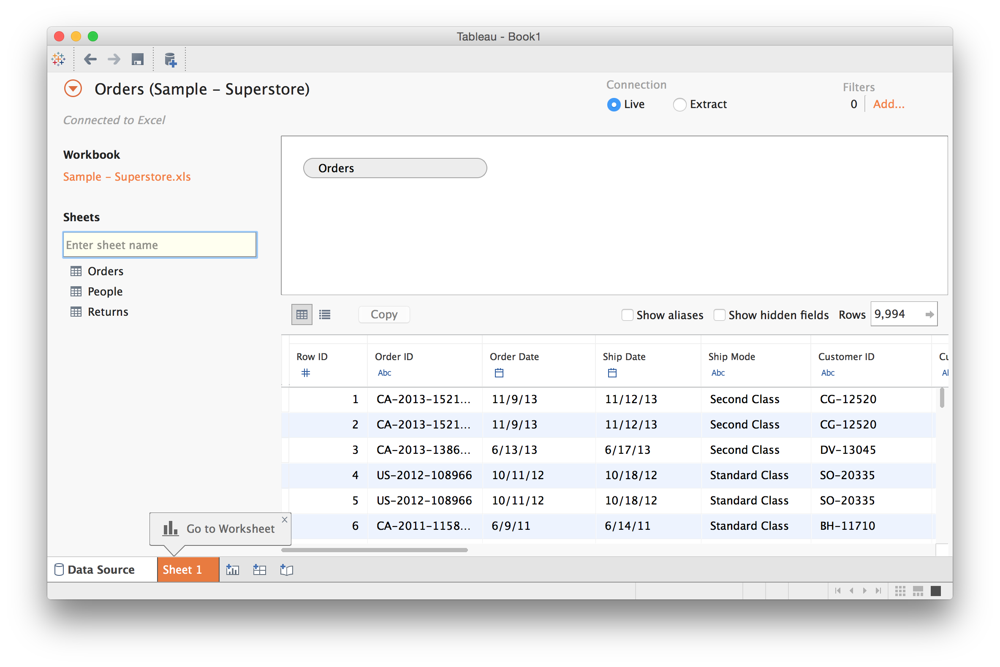 Tableau - Book1
Orders (Sample – Superstore)
Connected to Excel
Connection
Live Extract
Filters
0 Add...
Workbook
Sample – Superstore.xls
Sheets
Enter sheet name
Orders
People
Returns
Orders
Copy
Show aliases Show hidden fields Rows 9,994
Row ID Order ID Order Date Ship Date Ship Mode Customer ID
Abc Abc Abc
1 CA-2013-1521... 11/9/13 11/12/13 Second Class CG-12520
2 CA-2013-1521... 11/9/13 11/12/13 Second Class CG-12520
3 CA-2013-1386... 6/13/13 6/17/13 Second Class DV-13045
4 US-2012-108966 10/11/12 10/18/12 Standard Class SO-20335
5 US-2012-108966 10/11/12 10/18/12 Standard Class SO-20335
6 CA-2011-1158... 6/9/11 6/14/11 Standard Class BH-11710
Go to Worksheet
Data Source Sheet 1